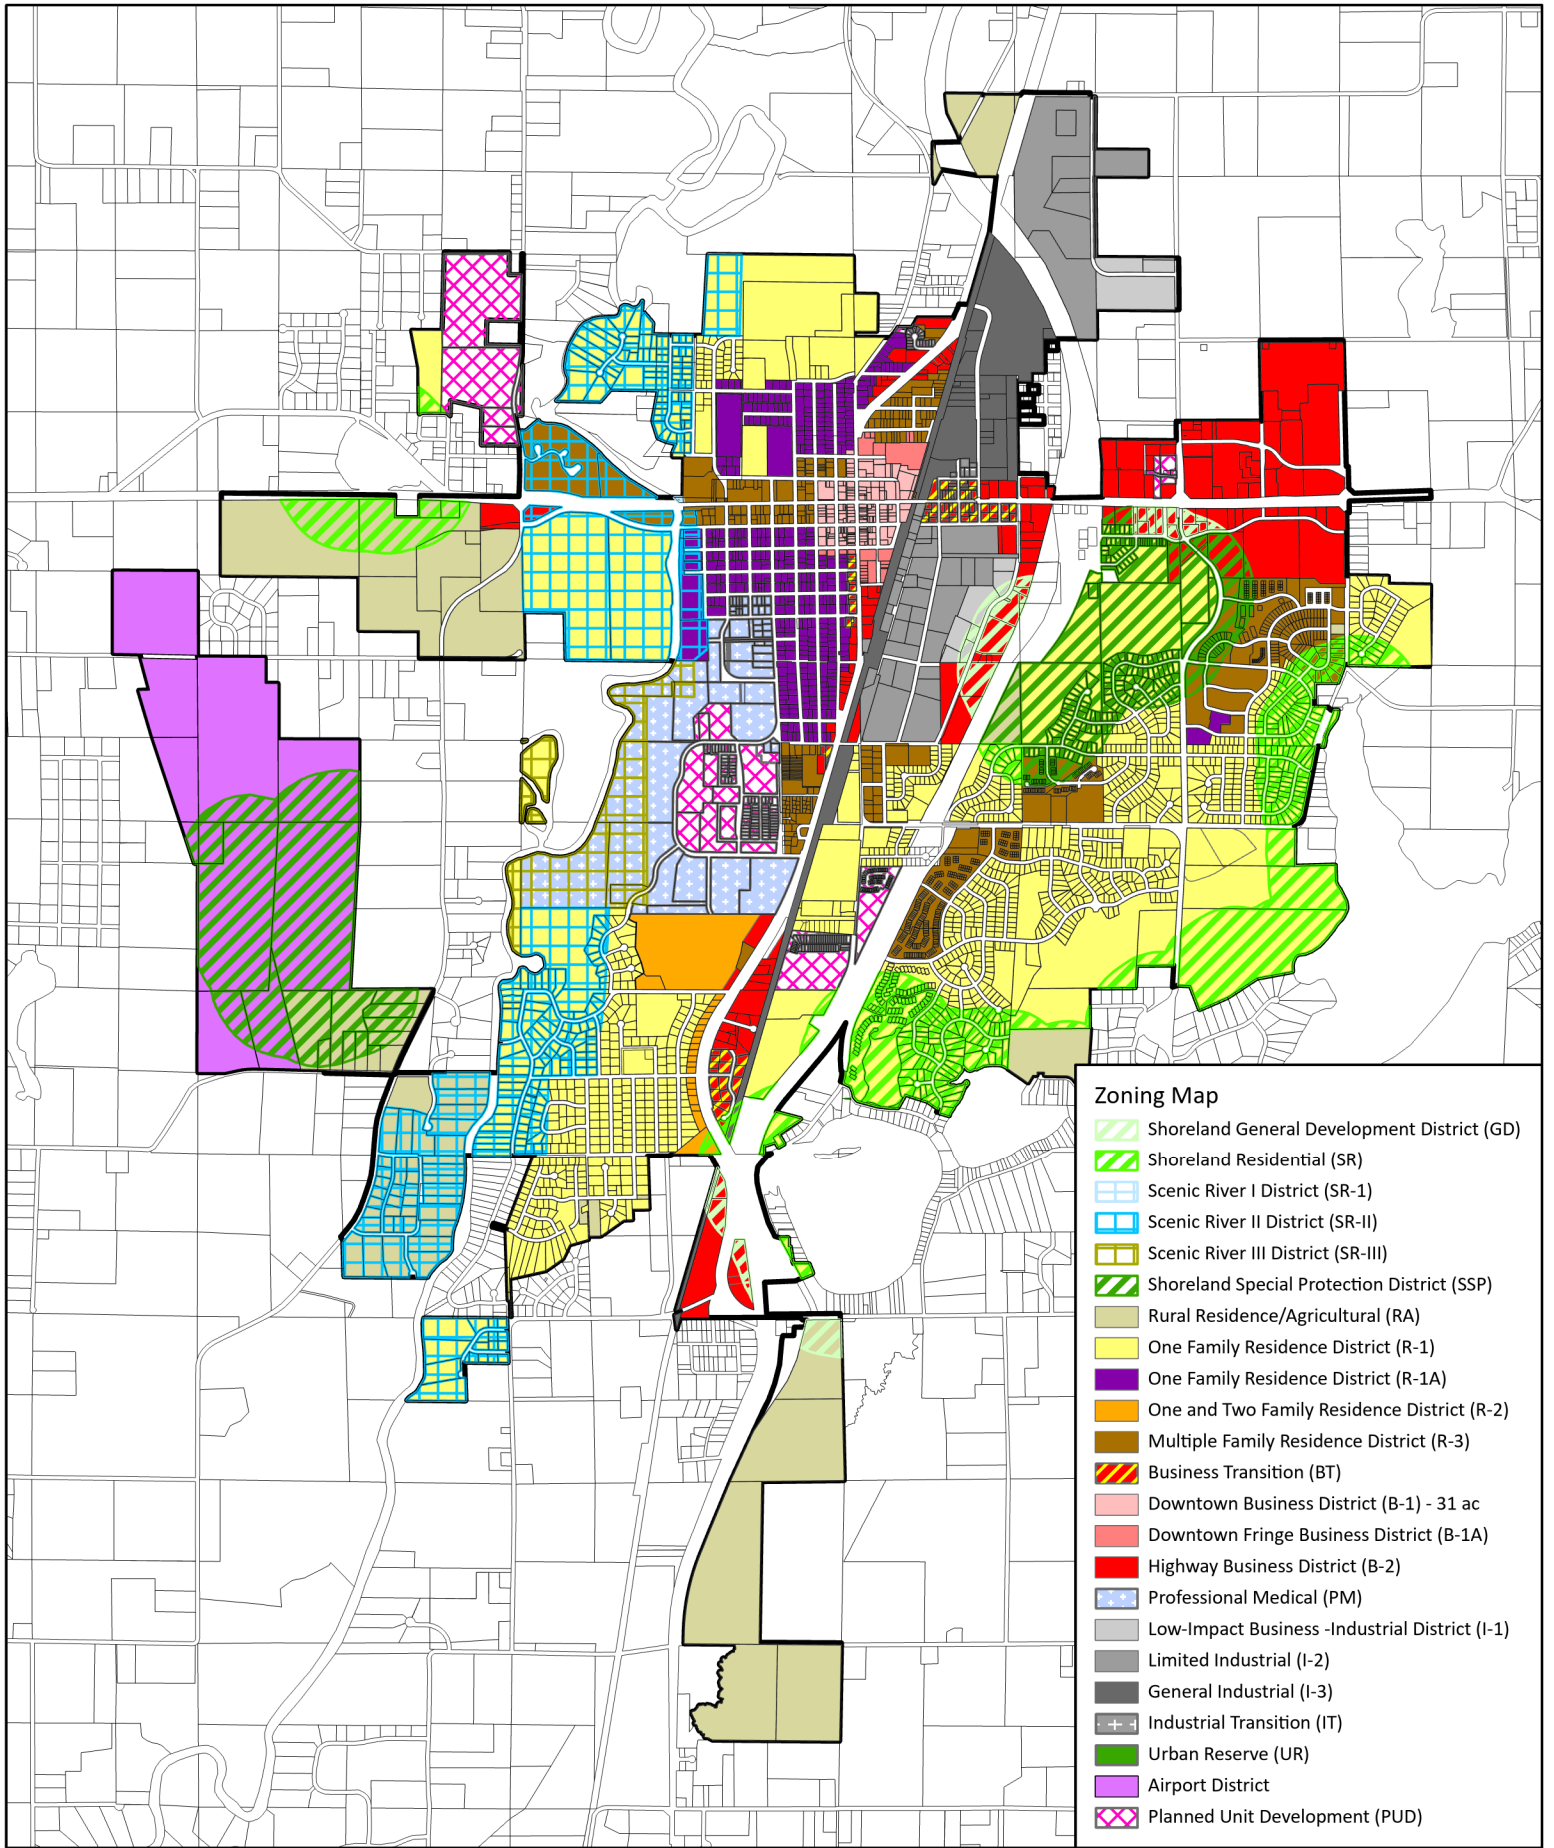 Zoning Map
Shoreland General Development District (GD)
Shoreland Residential (SR)
Scenic River I District (SR-1)
Scenic River II District (SR-II)
Scenic River III District (SR-III)
Shoreland Special Protection District (SSP)
Rural Residence/Agricultural (RA)
One Family Residence District (R-1)
One Family Residence District (R-1A)
One and Two Family Residence District (R-2)
Multiple Family Residence District (R-3)
Business Transition (BT)
Downtown Business District (B-1) - 31 ac
Downtown Fringe Business District (B-1A)
Highway Business District (B-2)
Professional Medical (PM)
Low-Impact Business -Industrial District (I-1)
Limited Industrial (I-2)
General Industrial (I-3)
Industrial Transition (IT)
Urban Reserve (UR)
Airport District
Planned Unit Development (PUD)